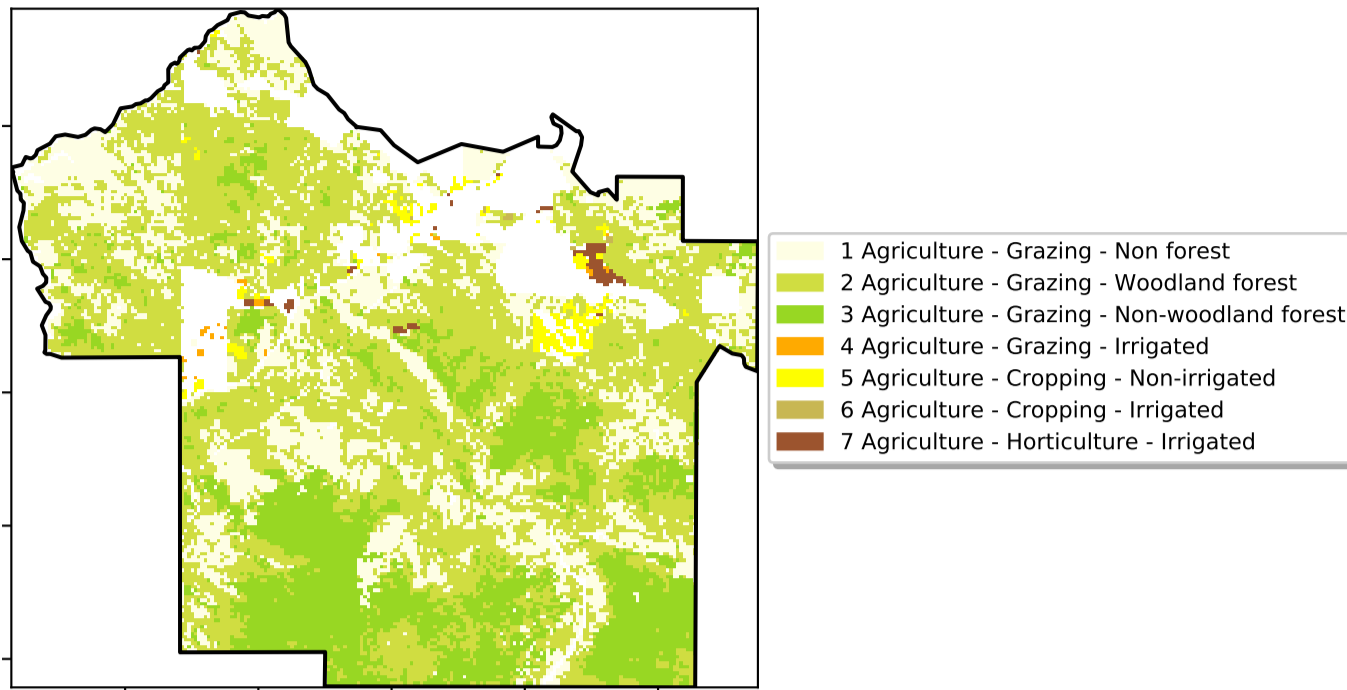 1 Agriculture - Grazing - Non forest
2 Agriculture - Grazing - Woodland forest
3 Agriculture - Grazing - Non-woodland forest
4 Agriculture - Grazing - Irrigated
5 Agriculture - Cropping - Non-irrigated
6 Agriculture - Cropping - Irrigated
7 Agriculture - Horticulture - Irrigated